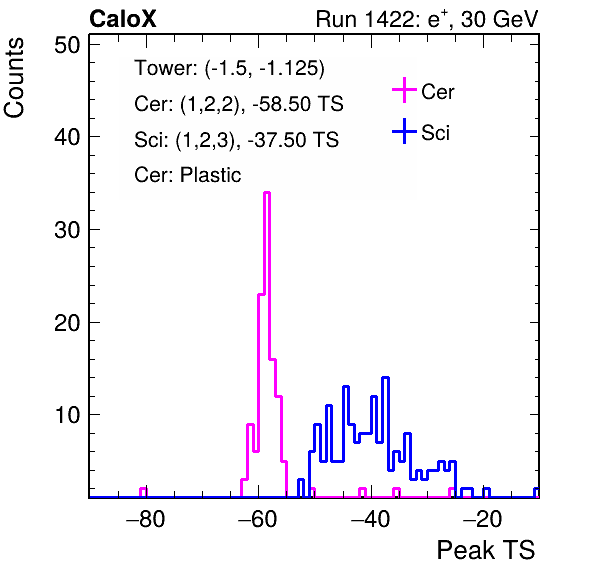 CaloX Run 1422: e⁺, 30 GeV
Counts
50
Tower: (-1.5, -1.125)
Cer: (1,2,2), -58.50 TS
Sci: (1,2,3), -37.50 TS
Cer: Plastic
Cer
Sci
40
30
20
10
−80 −60 −40 −20
Peak TS